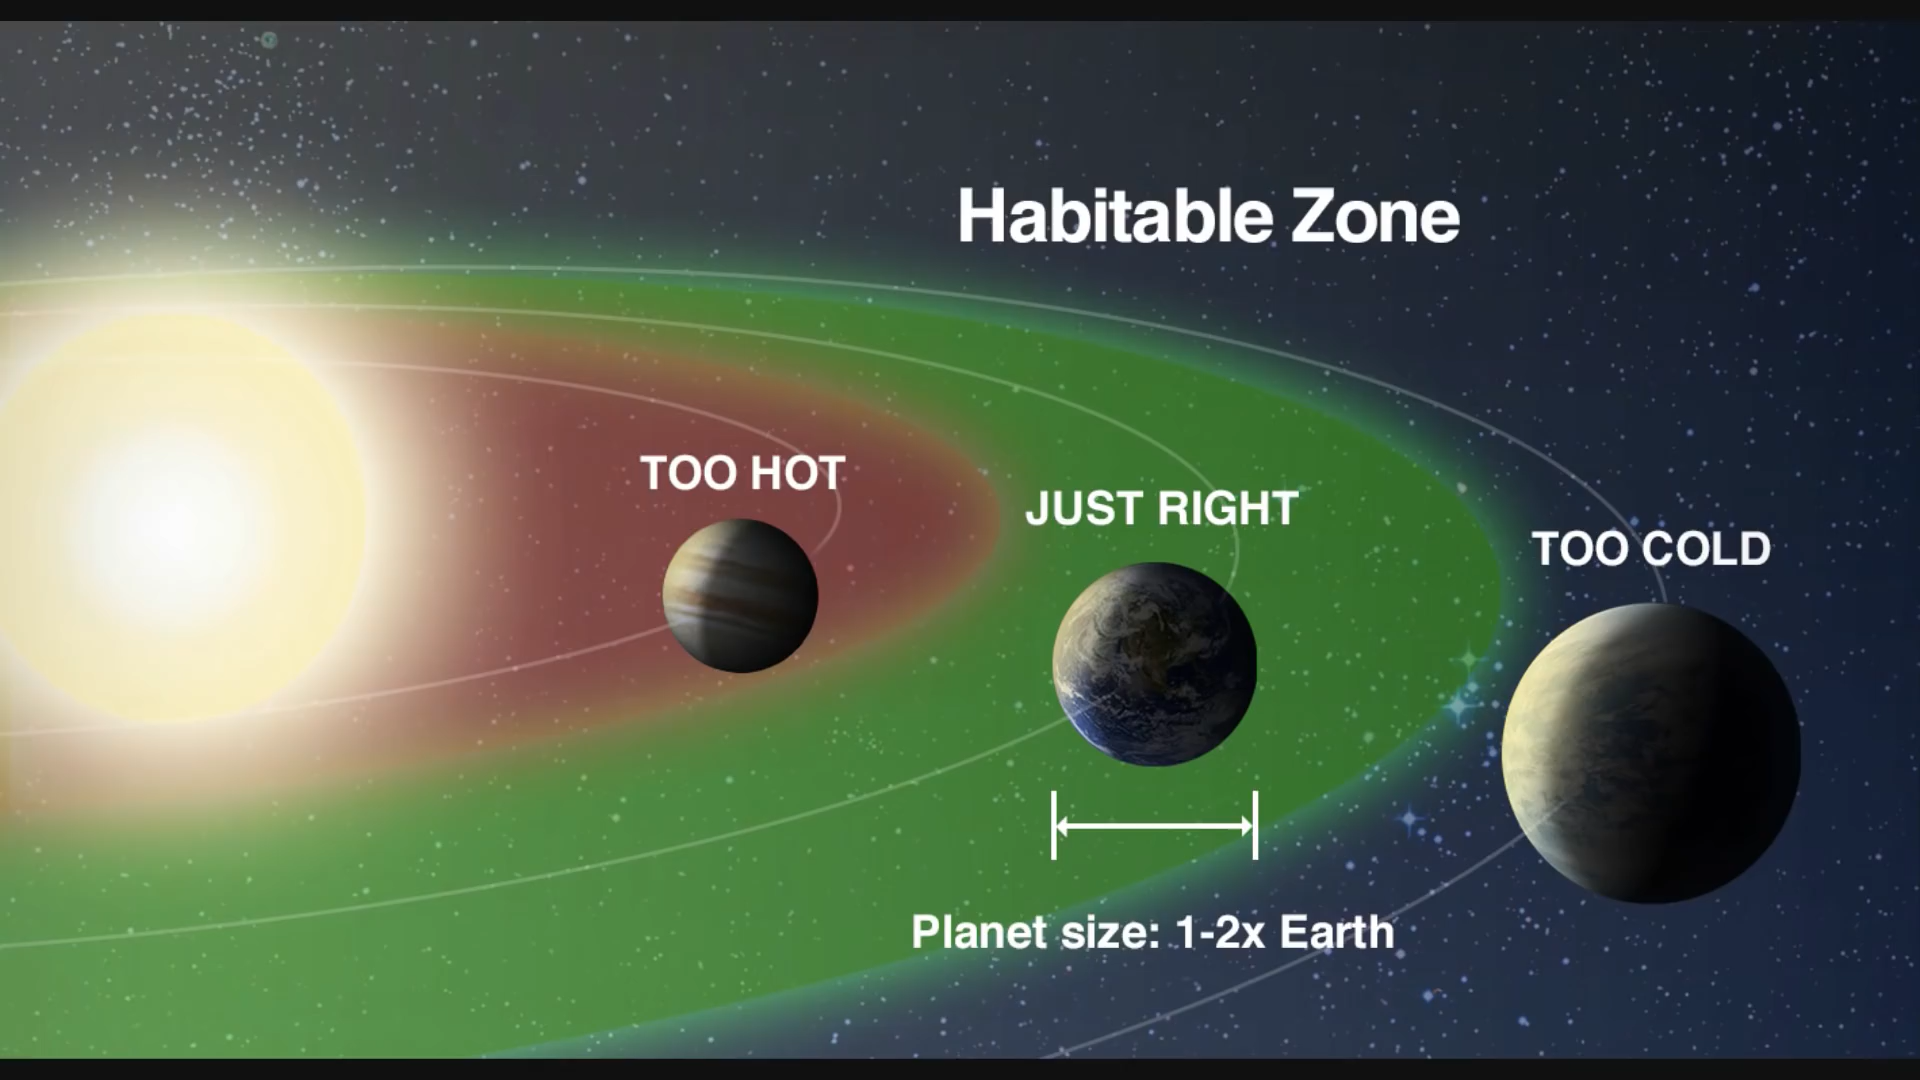 Habitable Zone
TOO HOT
JUST RIGHT
TOO COLD
Planet size: 1-2x Earth